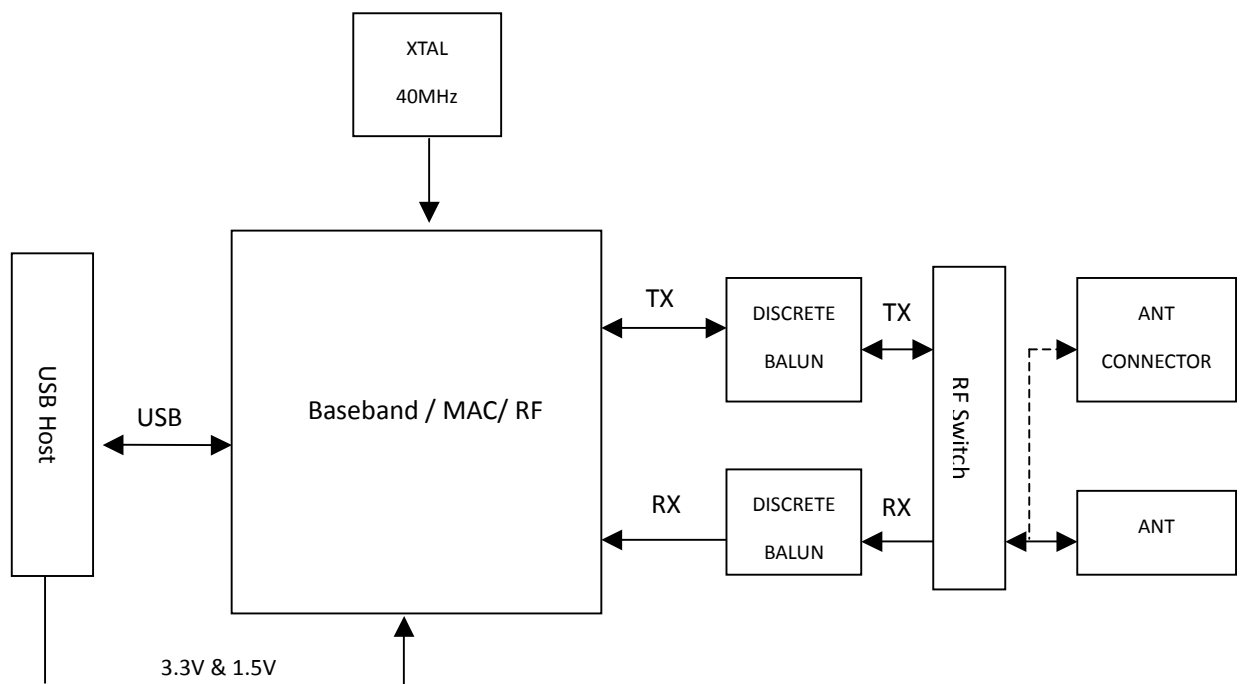 XTAL
40MHz
USB Host
USB
Baseband / MAC/ RF
TX
DISCRETE
BALUN
TX
RX
DISCRETE
BALUN
RX
RF Switch
ANT
CONNECTOR
ANT
3.3V & 1.5V